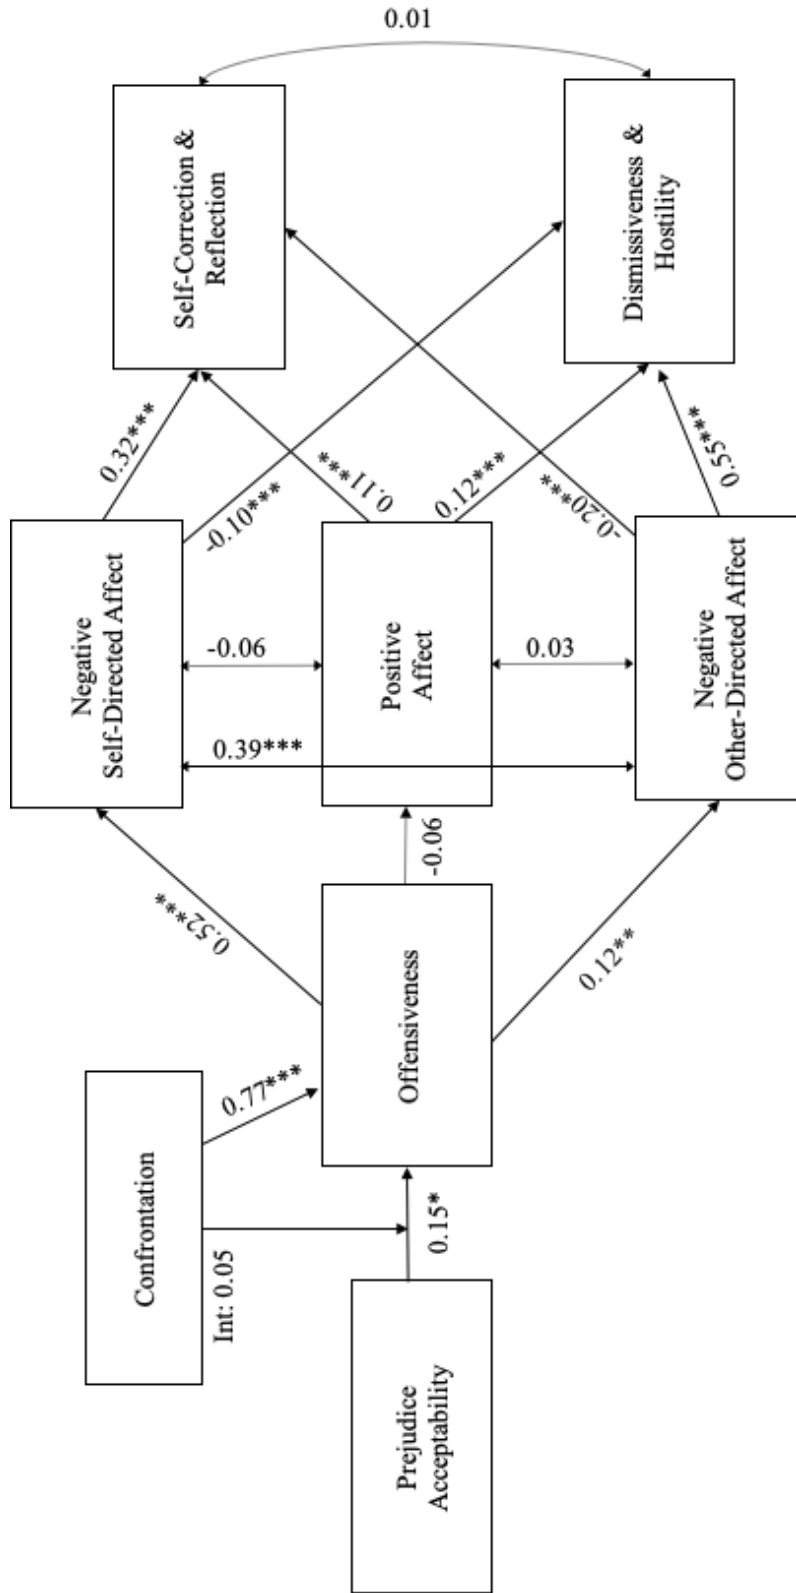 Confrontation
Int: 0.05
0.77***
Prejudice
Acceptability
0.15*
Offensiveness
0.52***
-0.06
0.12**
Negative
Self-Directed Affect
0.39***
-0.06
Positive
Affect
0.03
Negative
Other-Directed Affect
0.32***
-0.10***
0.11***
0.12***
-0.20***
0.55***
Self-Correction &
Reflection
Dismissiveness &
Hostility
0.01